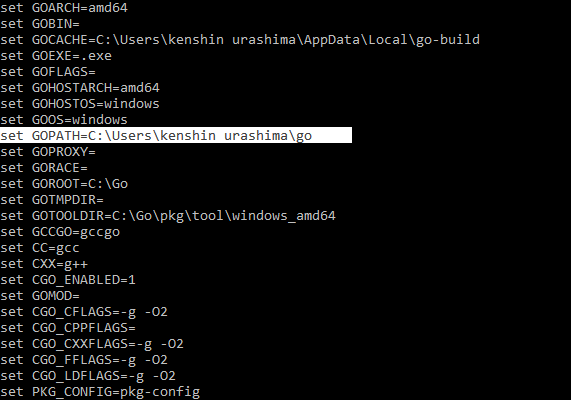 set GOARCH=amd64
set GOBIN=
set GOCACHE=C:\Users\kenshin urashima\AppData\Local\go-build
set GOEXE=.exe
set GOFLAGS=
set GOHOSTARCH=amd64
set GOHOSTOS=windows
set GOOS=windows
set GOPATH=C:\Users\kenshin urashima\go
set GOPROXY=
set GORACE=
set GOROOT=C:\Go
set GOTMPDIR=
set GOTOOLDIR=C:\Go\pkg\tool\windows_amd64
set GCCGO=gccgo
set CC=gcc
set CXX=g++
set CGO_ENABLED=1
set GOMOD=
set CGO_CFLAGS=-g -O2
set CGO_CPPFLAGS=
set CGO_CXXFLAGS=-g -O2
set CGO_FFLAGS=-g -O2
set CGO_LDFLAGS=-g -O2
set PKG_CONFIG=pkg-config